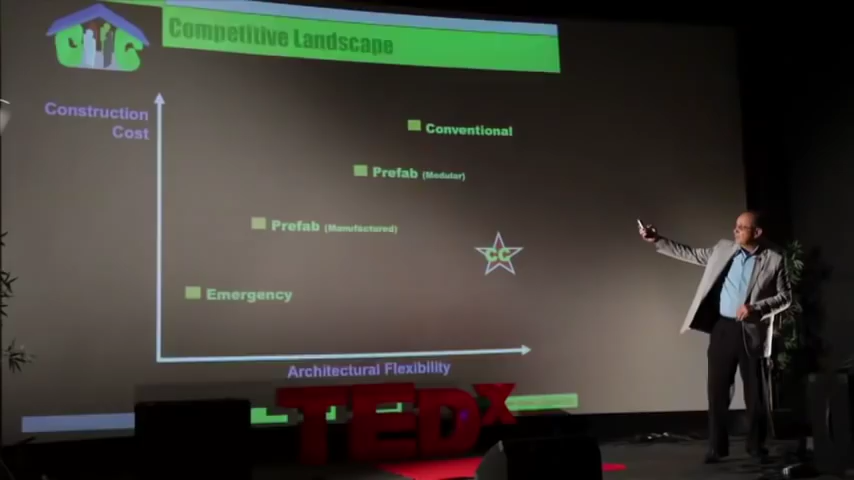 Competitive Landscape
Construction
Cost
Conventional
Prefab (Modular)
Prefab (Manufactured)
CC
Emergency
Architectural Flexibility
TEDx